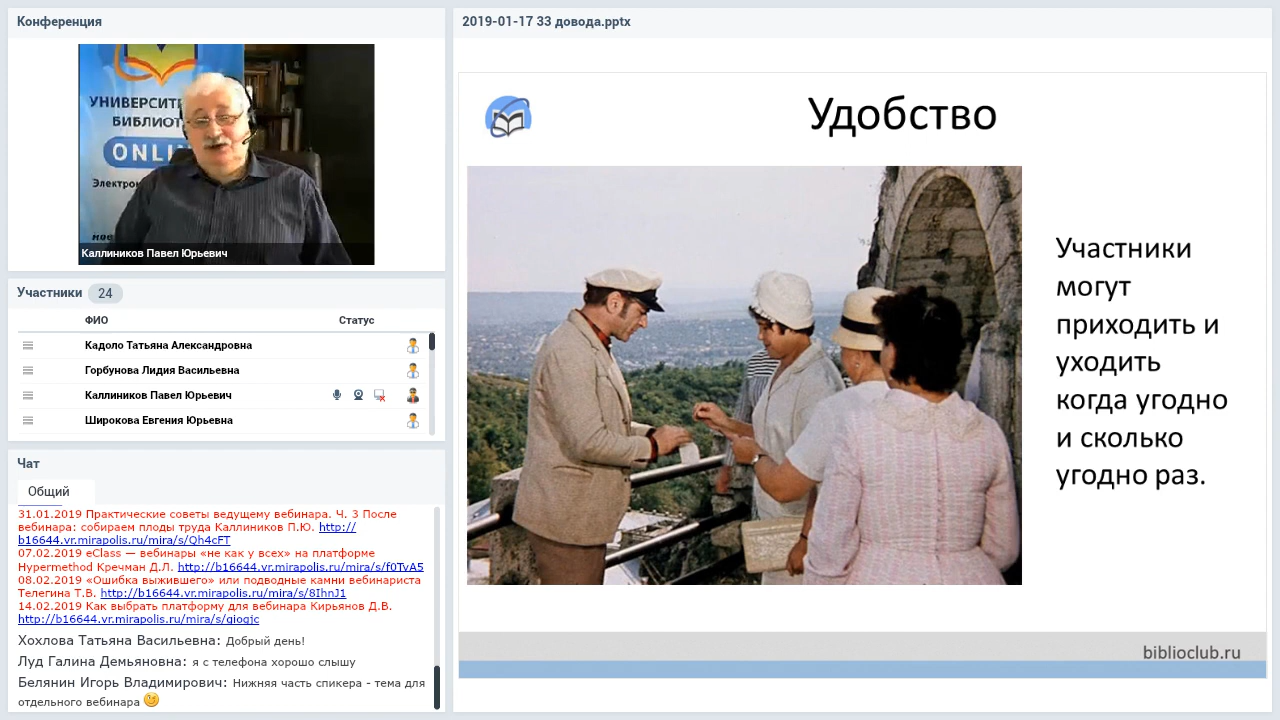 Конференция
УНИВЕРСИТ
БИБЛИОТ
ONLI
Электрон
Каллиников Павел Юрьевич
Участники 24
ФИО Статус
Кадоло Татьяна Александровна
Горбунова Лидия Васильевна
Каллиников Павел Юрьевич
Широкова Евгения Юрьевна
Чат
Общий
31.01.2019 Практические советы ведущему вебинара. Ч. 3 После
вебинара: собираем плоды труда Каллиников П.Ю. http://
b16644.vr.mirapolis.ru/mira/s/Qh4cFT
07.02.2019 eClass — вебинары «не как у всех» на платформе
Hypermethod Кречман Д.Л. http://b16644.vr.mirapolis.ru/mira/s/f0TvA5
08.02.2019 «Ошибка выжившего» или подводные камни вебинариста
Телегина Т.В. http://b16644.vr.mirapolis.ru/mira/s/8IhnJ1
14.02.2019 Как выбрать платформу для вебинара Кирьянов Д.В.
http://b16644.vr.mirapolis.ru/mira/s/giogjc
Хохлова Татьяна Васильевна: Добрый день!
Луд Галина Демьяновна: я с телефона хорошо слышу
Белянин Игорь Владимирович: Нижняя часть спикера - тема для
отдельного вебинара
2019-01-17 33 довода.pptx
Удобство
Участники
могут
приходить и
уходить
когда угодно
и сколько
угодно раз.
biblioclub.ru